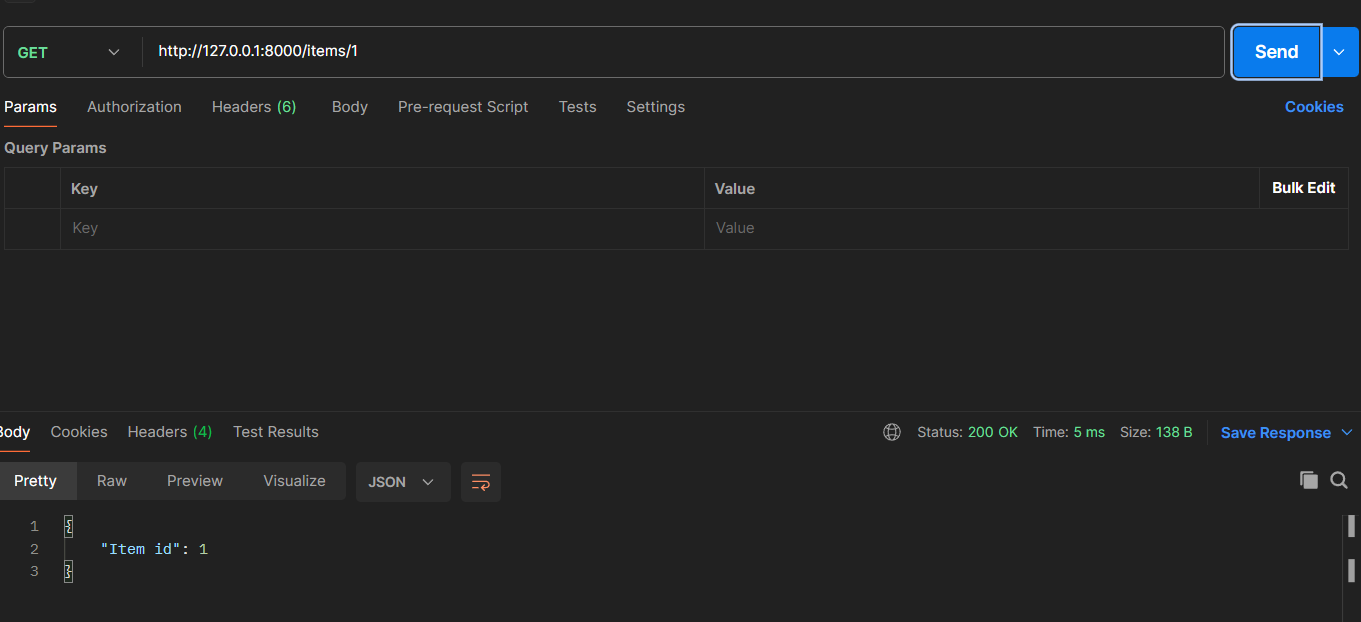 GET http://127.0.0.1:8000/items/1 Send
Params Authorization Headers (6) Body Pre-request Script Tests Settings Cookies
Query Params
Key Value Bulk Edit
Key Value
Body Cookies Headers (4) Test Results Status: 200 OK Time: 5 ms Size: 138 B Save Response
Pretty Raw Preview Visualize JSON
1 {
2 "Item id": 1
3 }